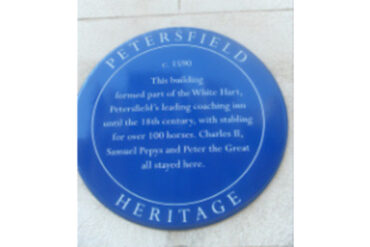 PETERSFIELD
c. 1590
This building
formed part of the White Hart,
Petersfield's leading coaching inn
until the 18th century, with stabling
for over 100 horses. Charles II,
Samuel Pepys and Peter the Great
all stayed here.
HERITAGE